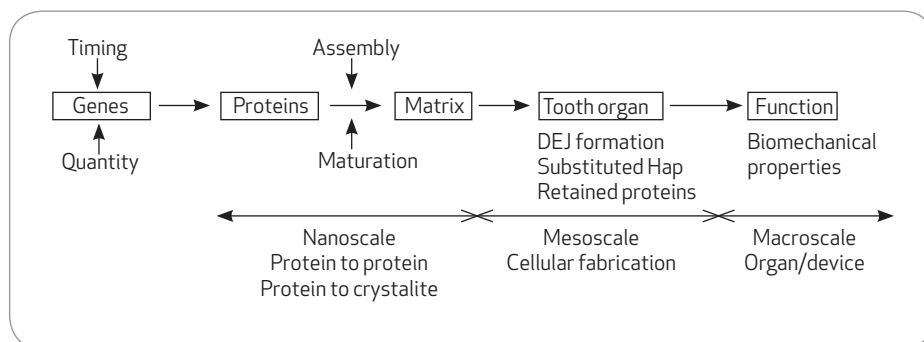 Timing
Assembly
Genes
Proteins
Matrix
Tooth organ
Function
Quantity
Maturation
DEJ formation
Substituted Hap
Retained proteins
Biomechanical
properties
Nanoscale
Protein to protein
Protein to crystalite
Mesoscale
Cellular fabrication
Macroscale
Organ/device